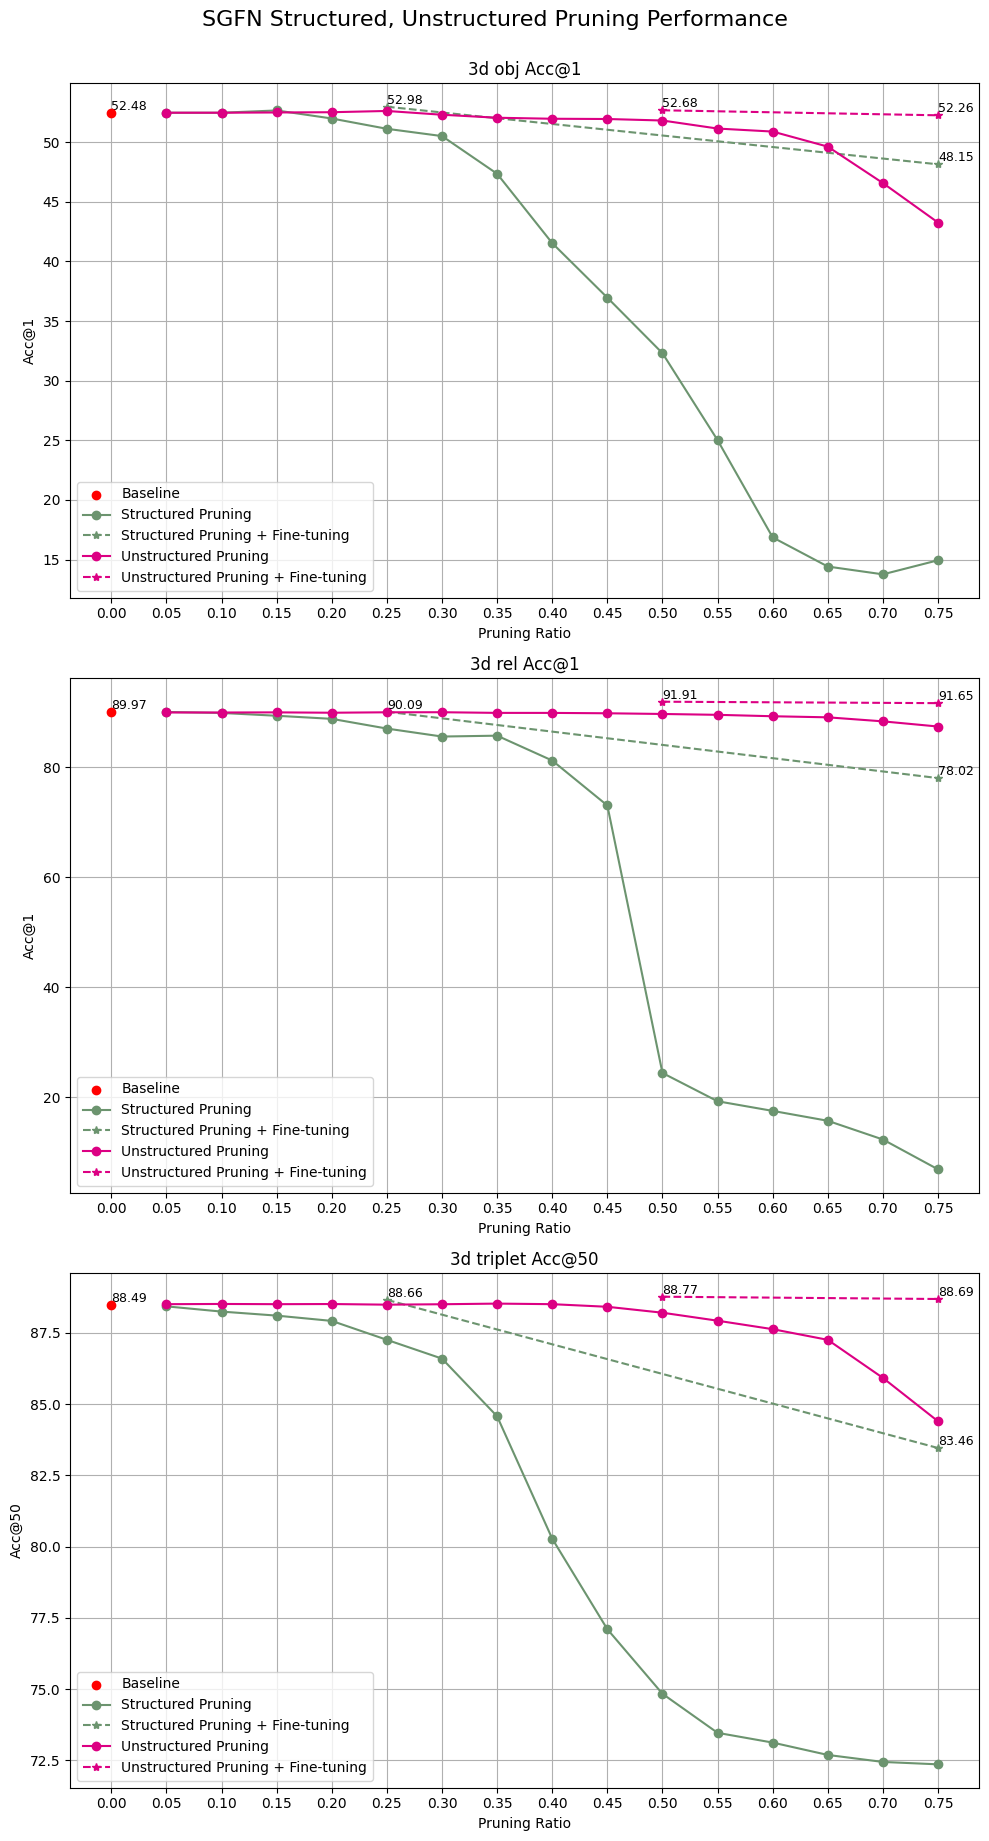 SGFN Structured, Unstructured Pruning Performance
3d obj Acc@1
52.48
52.98
52.68
52.26
48.15
50
45
40
35
30
25
20
15
Acc@1
Baseline
Structured Pruning
Structured Pruning + Fine-tuning
Unstructured Pruning
Unstructured Pruning + Fine-tuning
0.00 0.05 0.10 0.15 0.20 0.25 0.30 0.35 0.40 0.45 0.50 0.55 0.60 0.65 0.70 0.75
Pruning Ratio
3d rel Acc@1
89.97
90.09
91.91
91.65
78.02
80
60
40
20
Acc@1
Baseline
Structured Pruning
Structured Pruning + Fine-tuning
Unstructured Pruning
Unstructured Pruning + Fine-tuning
0.00 0.05 0.10 0.15 0.20 0.25 0.30 0.35 0.40 0.45 0.50 0.55 0.60 0.65 0.70 0.75
Pruning Ratio
3d triplet Acc@50
88.49
88.66
88.77
88.69
83.46
87.5
85.0
82.5
80.0
77.5
75.0
72.5
Acc@50
Baseline
Structured Pruning
Structured Pruning + Fine-tuning
Unstructured Pruning
Unstructured Pruning + Fine-tuning
0.00 0.05 0.10 0.15 0.20 0.25 0.30 0.35 0.40 0.45 0.50 0.55 0.60 0.65 0.70 0.75
Pruning Ratio